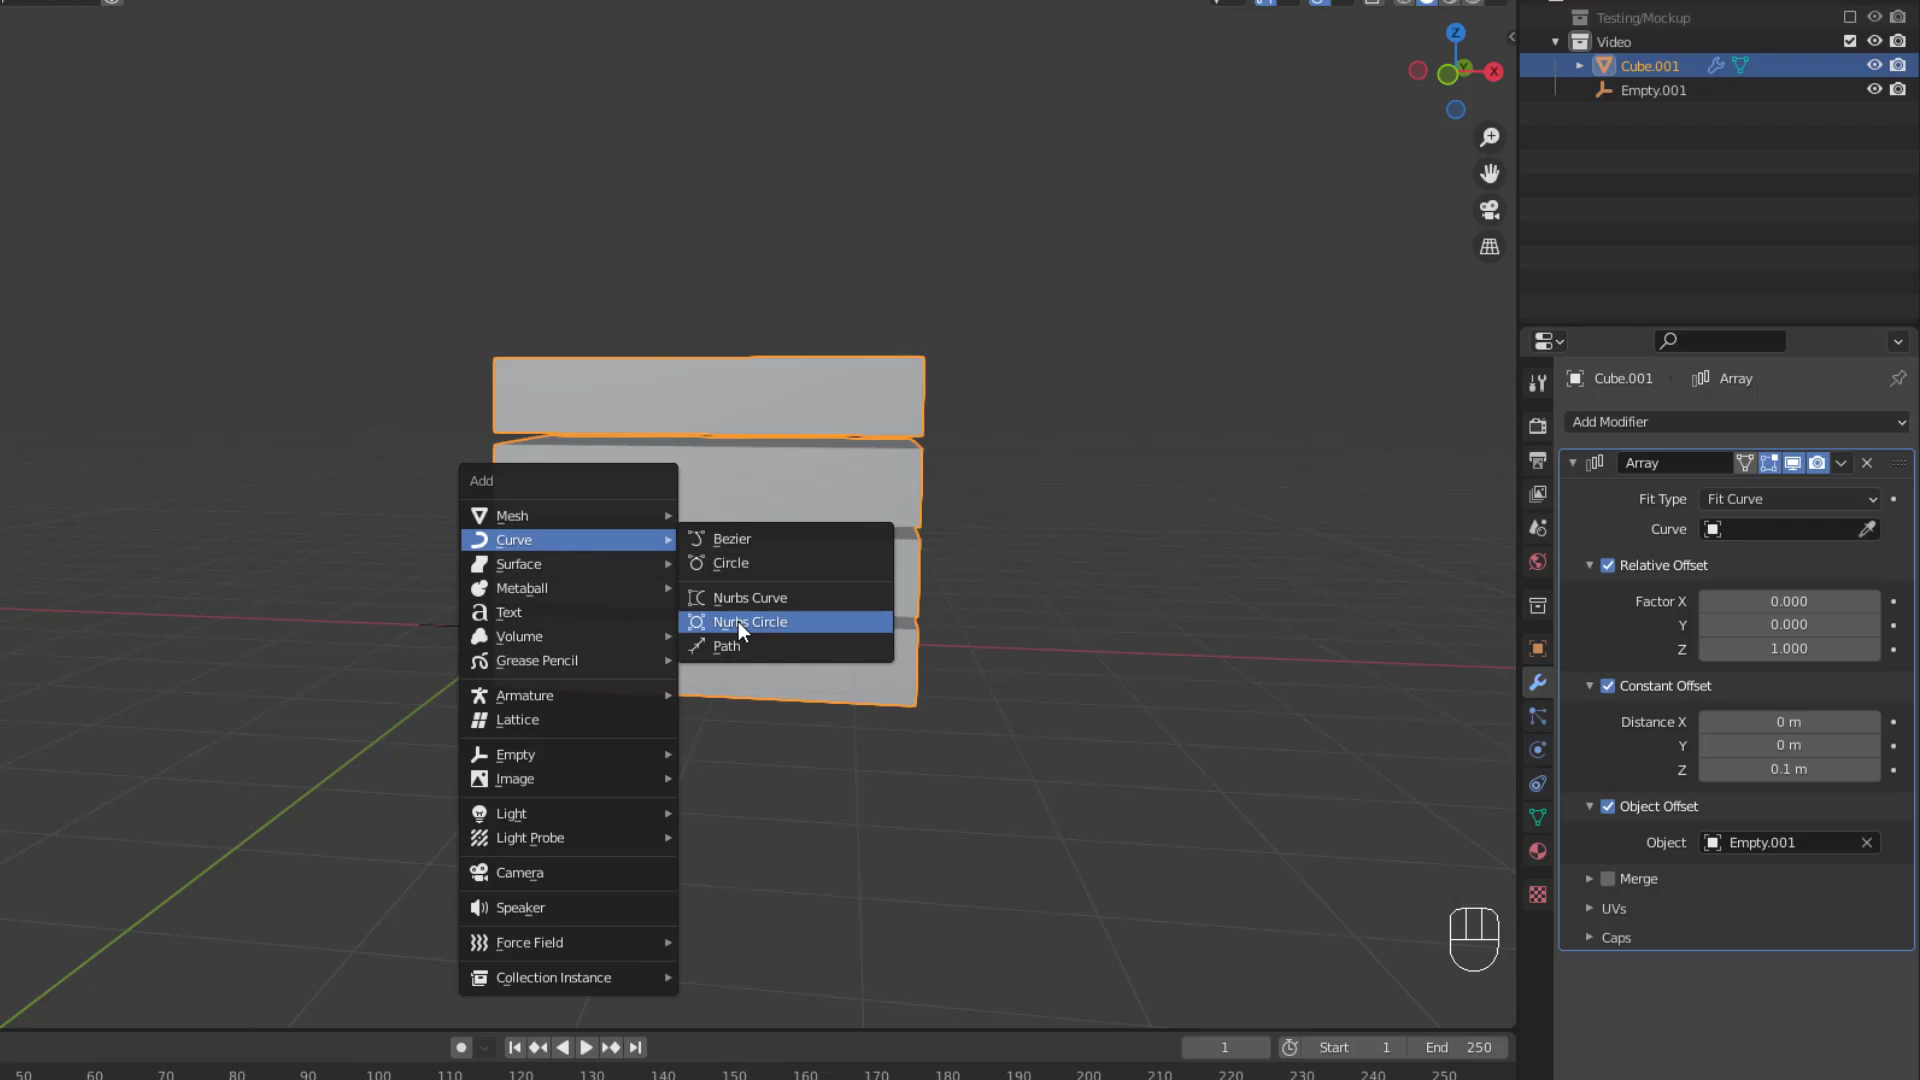 Z
Y
X
Testing/Mockup
Video
Cube.001
Empty.001
Cube.001
Array
Add Modifier
Array
Fit Type
Fit Curve
Curve
Relative Offset
Factor X
0.000
Y
0.000
Z
1.000
Constant Offset
Distance X
0 m
Y
0 m
Z
0.1 m
Object Offset
Object
Empty.001
Merge
UVs
Caps
Add
Mesh
Curve
Surface
Metaball
Text
Volume
Grease Pencil
Armature
Lattice
Empty
Image
Light
Light Probe
Camera
Speaker
Force Field
Collection Instance
Bezier
Circle
Nurbs Curve
Nurbs Circle
Path
1
Start 1
End 250
50 60 70 80 90 100 110 120 130 140 150 160 170 180 190 200 210 220 230 240 250